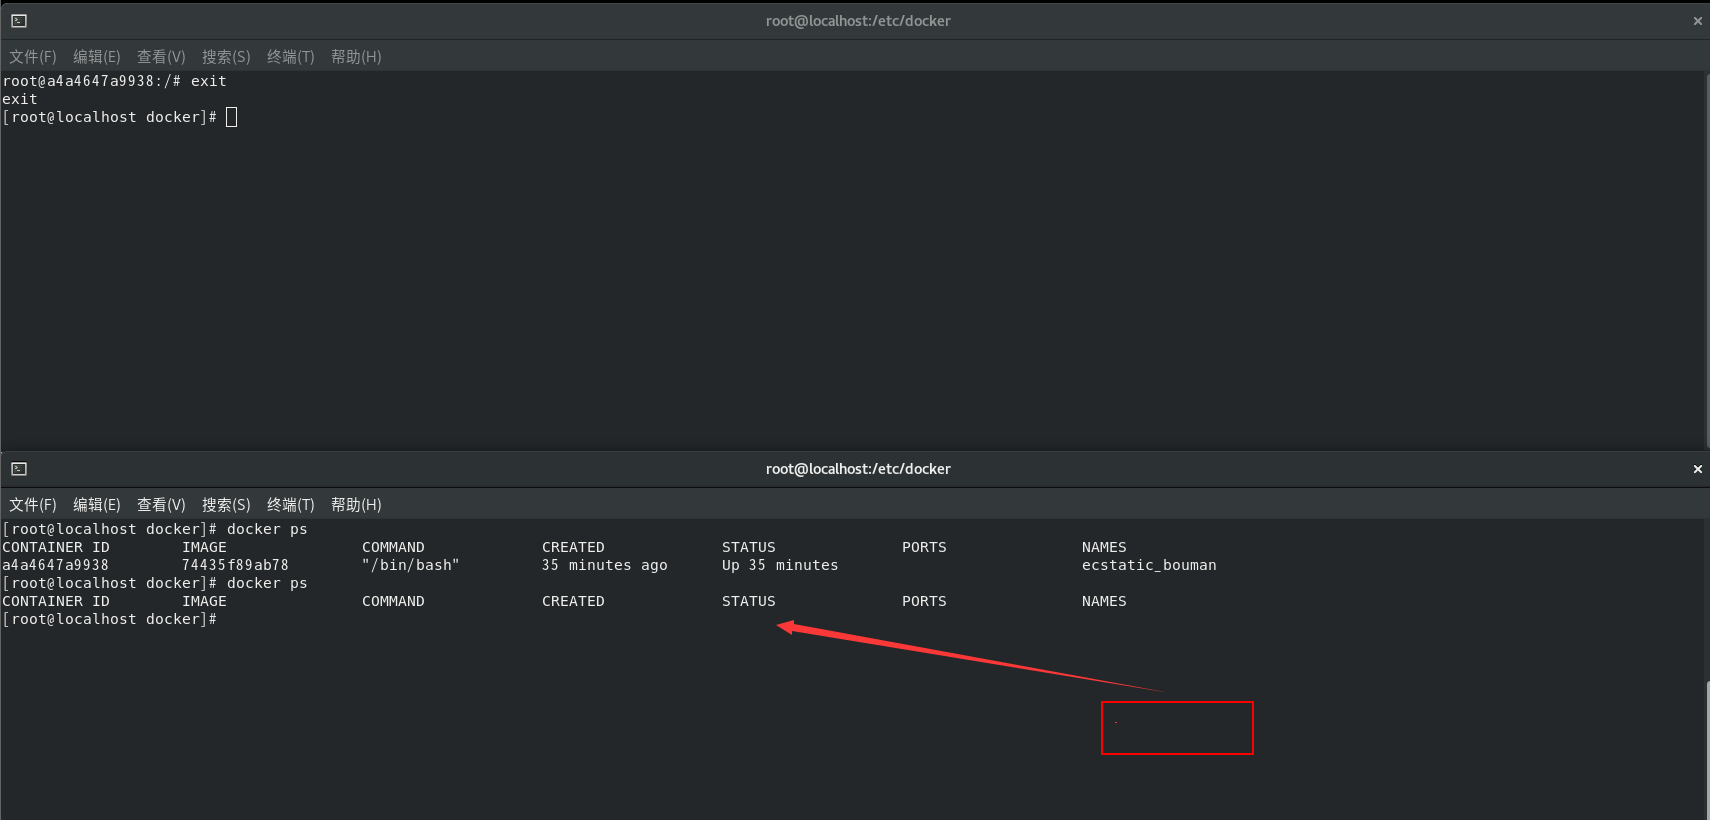 root@localhost:/etc/docker
文件(F) 编辑(E) 查看(V) 搜索(S) 终端(T) 帮助(H)
root@a4a4647a9938:/# exit
exit
[root@localhost docker]#
root@localhost:/etc/docker
文件(F) 编辑(E) 查看(V) 搜索(S) 终端(T) 帮助(H)
[root@localhost docker]# docker ps
CONTAINER ID IMAGE COMMAND CREATED STATUS PORTS NAMES
a4a4647a9938 74435f89ab78 "/bin/bash" 35 minutes ago Up 35 minutes ecstatic_bouman
[root@localhost docker]# docker ps
CONTAINER ID IMAGE COMMAND CREATED STATUS PORTS NAMES
[root@localhost docker]#